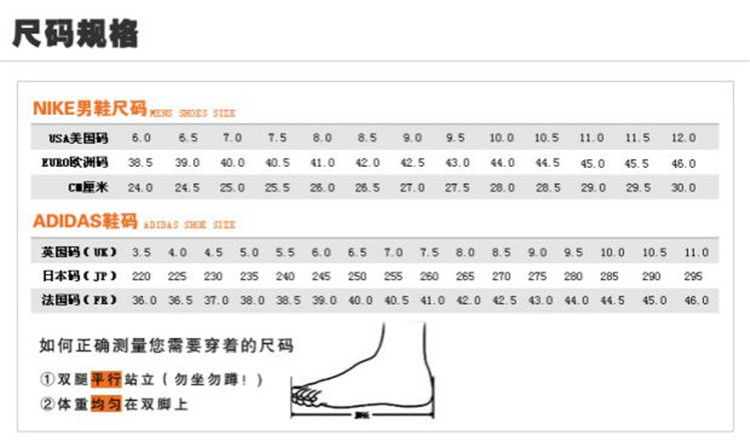 尺码规格
NIKE男鞋尺码MENS SHOES SIZE
USA美国码 6.0 6.5 7.0 7.5 8.0 8.5 9.0 9.5 10.0 10.5 11.0 11.5 12.0
EURO欧洲码 38.5 39.0 40.0 40.5 41.0 42.0 42.5 43.0 44.0 44.5 45.0 45.5 46.0
CM厘米 24.0 24.5 25.0 25.5 26.0 26.5 27.0 27.5 28.0 28.5 29.0 29.5 30.0
ADIDAS鞋码 ADIDAS SHOE SIZE
英国码(UK) 3.5 4.0 4.5 5.0 5.5 6.0 6.5 7.0 7.5 8.0 8.5 9.0 9.5 10.0 10.5 11.0
日本码(JP) 220 225 230 235 240 245 250 255 260 265 270 275 280 285 290 295
法国码(FR) 36.0 36.5 37.0 38.0 38.5 39.0 40.0 40.5 41.0 42.0 42.5 43.0 44.0 44.5 45.0 46.0
如何正确测量您需要穿着的尺码
①双腿平行站立(勿坐勿蹲!)
②体重均匀在双脚上
脚长